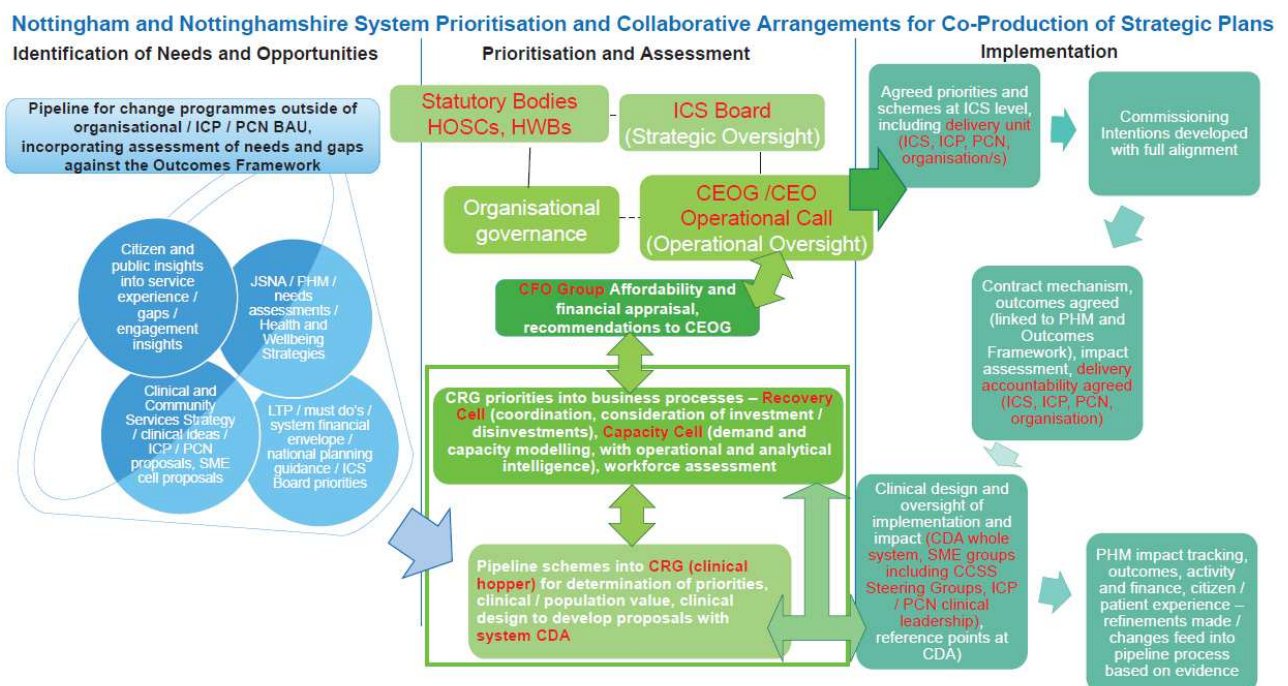 Nottingham and Nottinghamshire System Prioritisation and Collaborative Arrangements for Co-Production of Strategic Plans
Identification of Needs and Opportunities
Pipeline for change programmes outside of
organisational / ICP / PCN BAU,
incorporating assessment of needs and gaps
against the Outcomes Framework
Citizen and
public insights
into service
experience /
gaps /
engagement
insights
JSNA / PHM /
needs
assessments /
Health and
Wellbeing
Strategies
Clinical and
Community
Services Strategy
/ clinical ideas /
ICP / PCN
proposals, SME
cell proposals
LTP / must do's /
system financial
envelope /
national planning
guidance / ICS
Board priorities
Prioritisation and Assessment
Statutory Bodies
HOSCs, HWBs
ICS Board
(Strategic Oversight)
Organisational
governance
CEOG /CEO
Operational Call
(Operational Oversight)
CFO Group Affordability and
financial appraisal,
recommendations to CEOG
CRG priorities into business processes – Recovery
Cell (coordination, consideration of investment /
disinvestments), Capacity Cell (demand and
capacity modelling, with operational and analytical
intelligence), workforce assessment
Pipeline schemes into CRG (clinical
hopper) for determination of priorities,
clinical / population value, clinical
design to develop proposals with
system CDA
Implementation
Agreed priorities and
schemes at ICS level,
including delivery unit
(ICS, ICP, PCN,
organisation/s)
Commissioning
Intentions developed
with full alignment
Contract mechanism,
outcomes agreed
(linked to PHM and
Outcomes
Framework), impact
assessment, delivery
accountability agreed
(ICS, ICP, PCN,
organisation)
Clinical design and
oversight of
implementation and
impact (CDA whole
system, SME groups
including CCSS
Steering Groups, ICP
/ PCN clinical
leadership),
reference points at
CDA)
PHM impact tracking,
outcomes, activity
and finance, citizen /
patient experience –
refinements made /
changes feed into
pipeline process
based on evidence